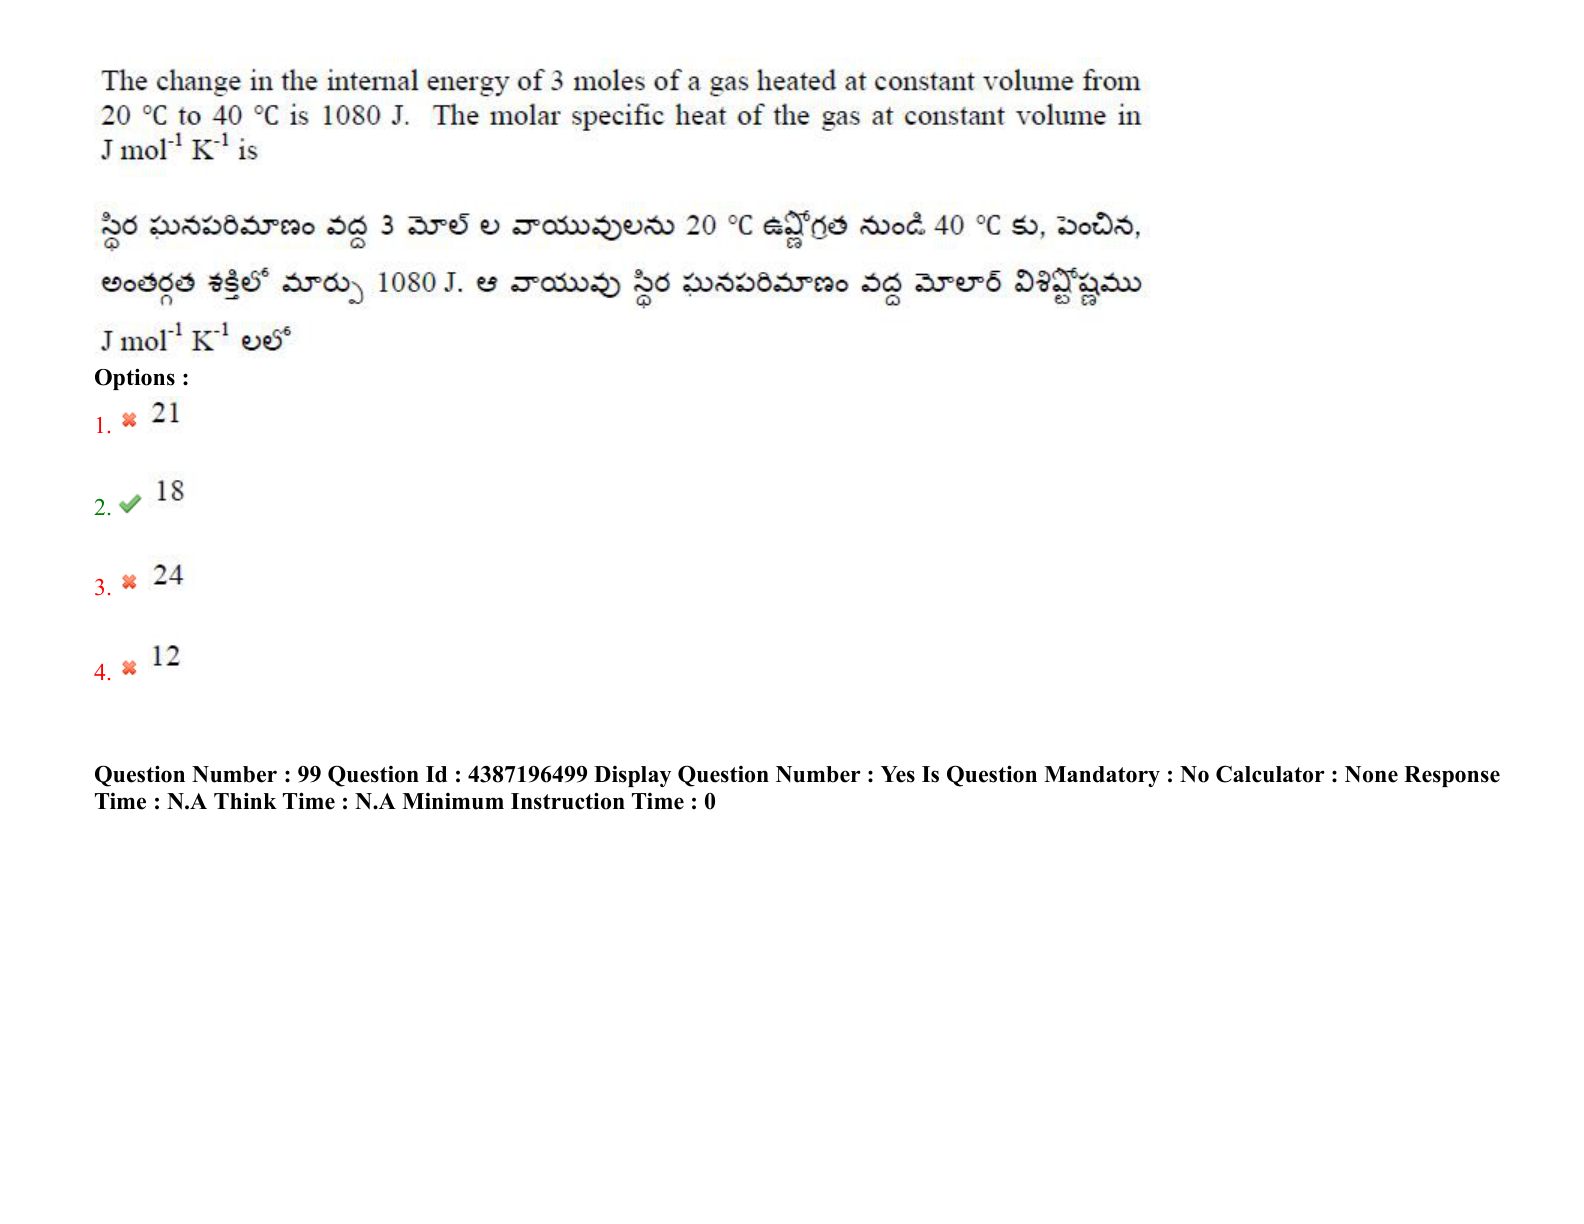 The change in the internal energy of 3 moles of a gas heated at constant volume from
20 °C to 40 °C is 1080 J. The molar specific heat of the gas at constant volume in
J mol⁻¹ K⁻¹ is
స్థిర ఘనపరిమాణం వద్ద 3 మోల్ ల వాయువులను 20 °C ఉష్ణోగ్రత నుండి 40 °C కు, పెంచిన,
అంతర్గత శక్తిలో మార్పు 1080 J. ఆ వాయువు స్థిర ఘనపరిమాణం వద్ద మోలార్ విశిష్టోష్ణము
J mol⁻¹ K⁻¹ లలో
Options :
1. 21
2. 18
3. 24
4. 12
Question Number : 99 Question Id : 4387196499 Display Question Number : Yes Is Question Mandatory : No Calculator : None Response
Time : N.A Think Time : N.A Minimum Instruction Time : 0